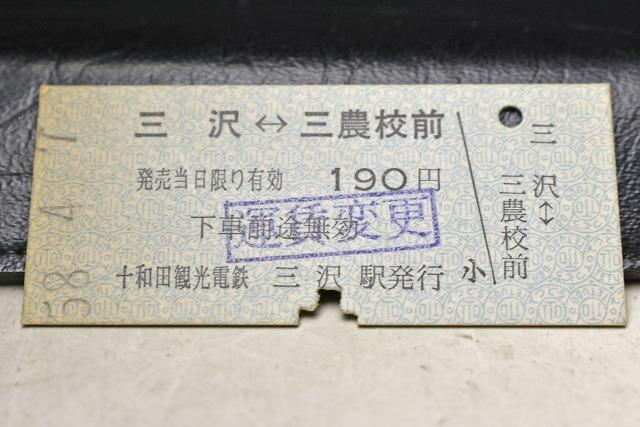 三 沢 ↔ 三農校前
発売当日限り有効 190円
下車前途無効
運賃変更
十和田観光電鉄 三沢駅発行 小
三沢↔三農校前
58. 4.